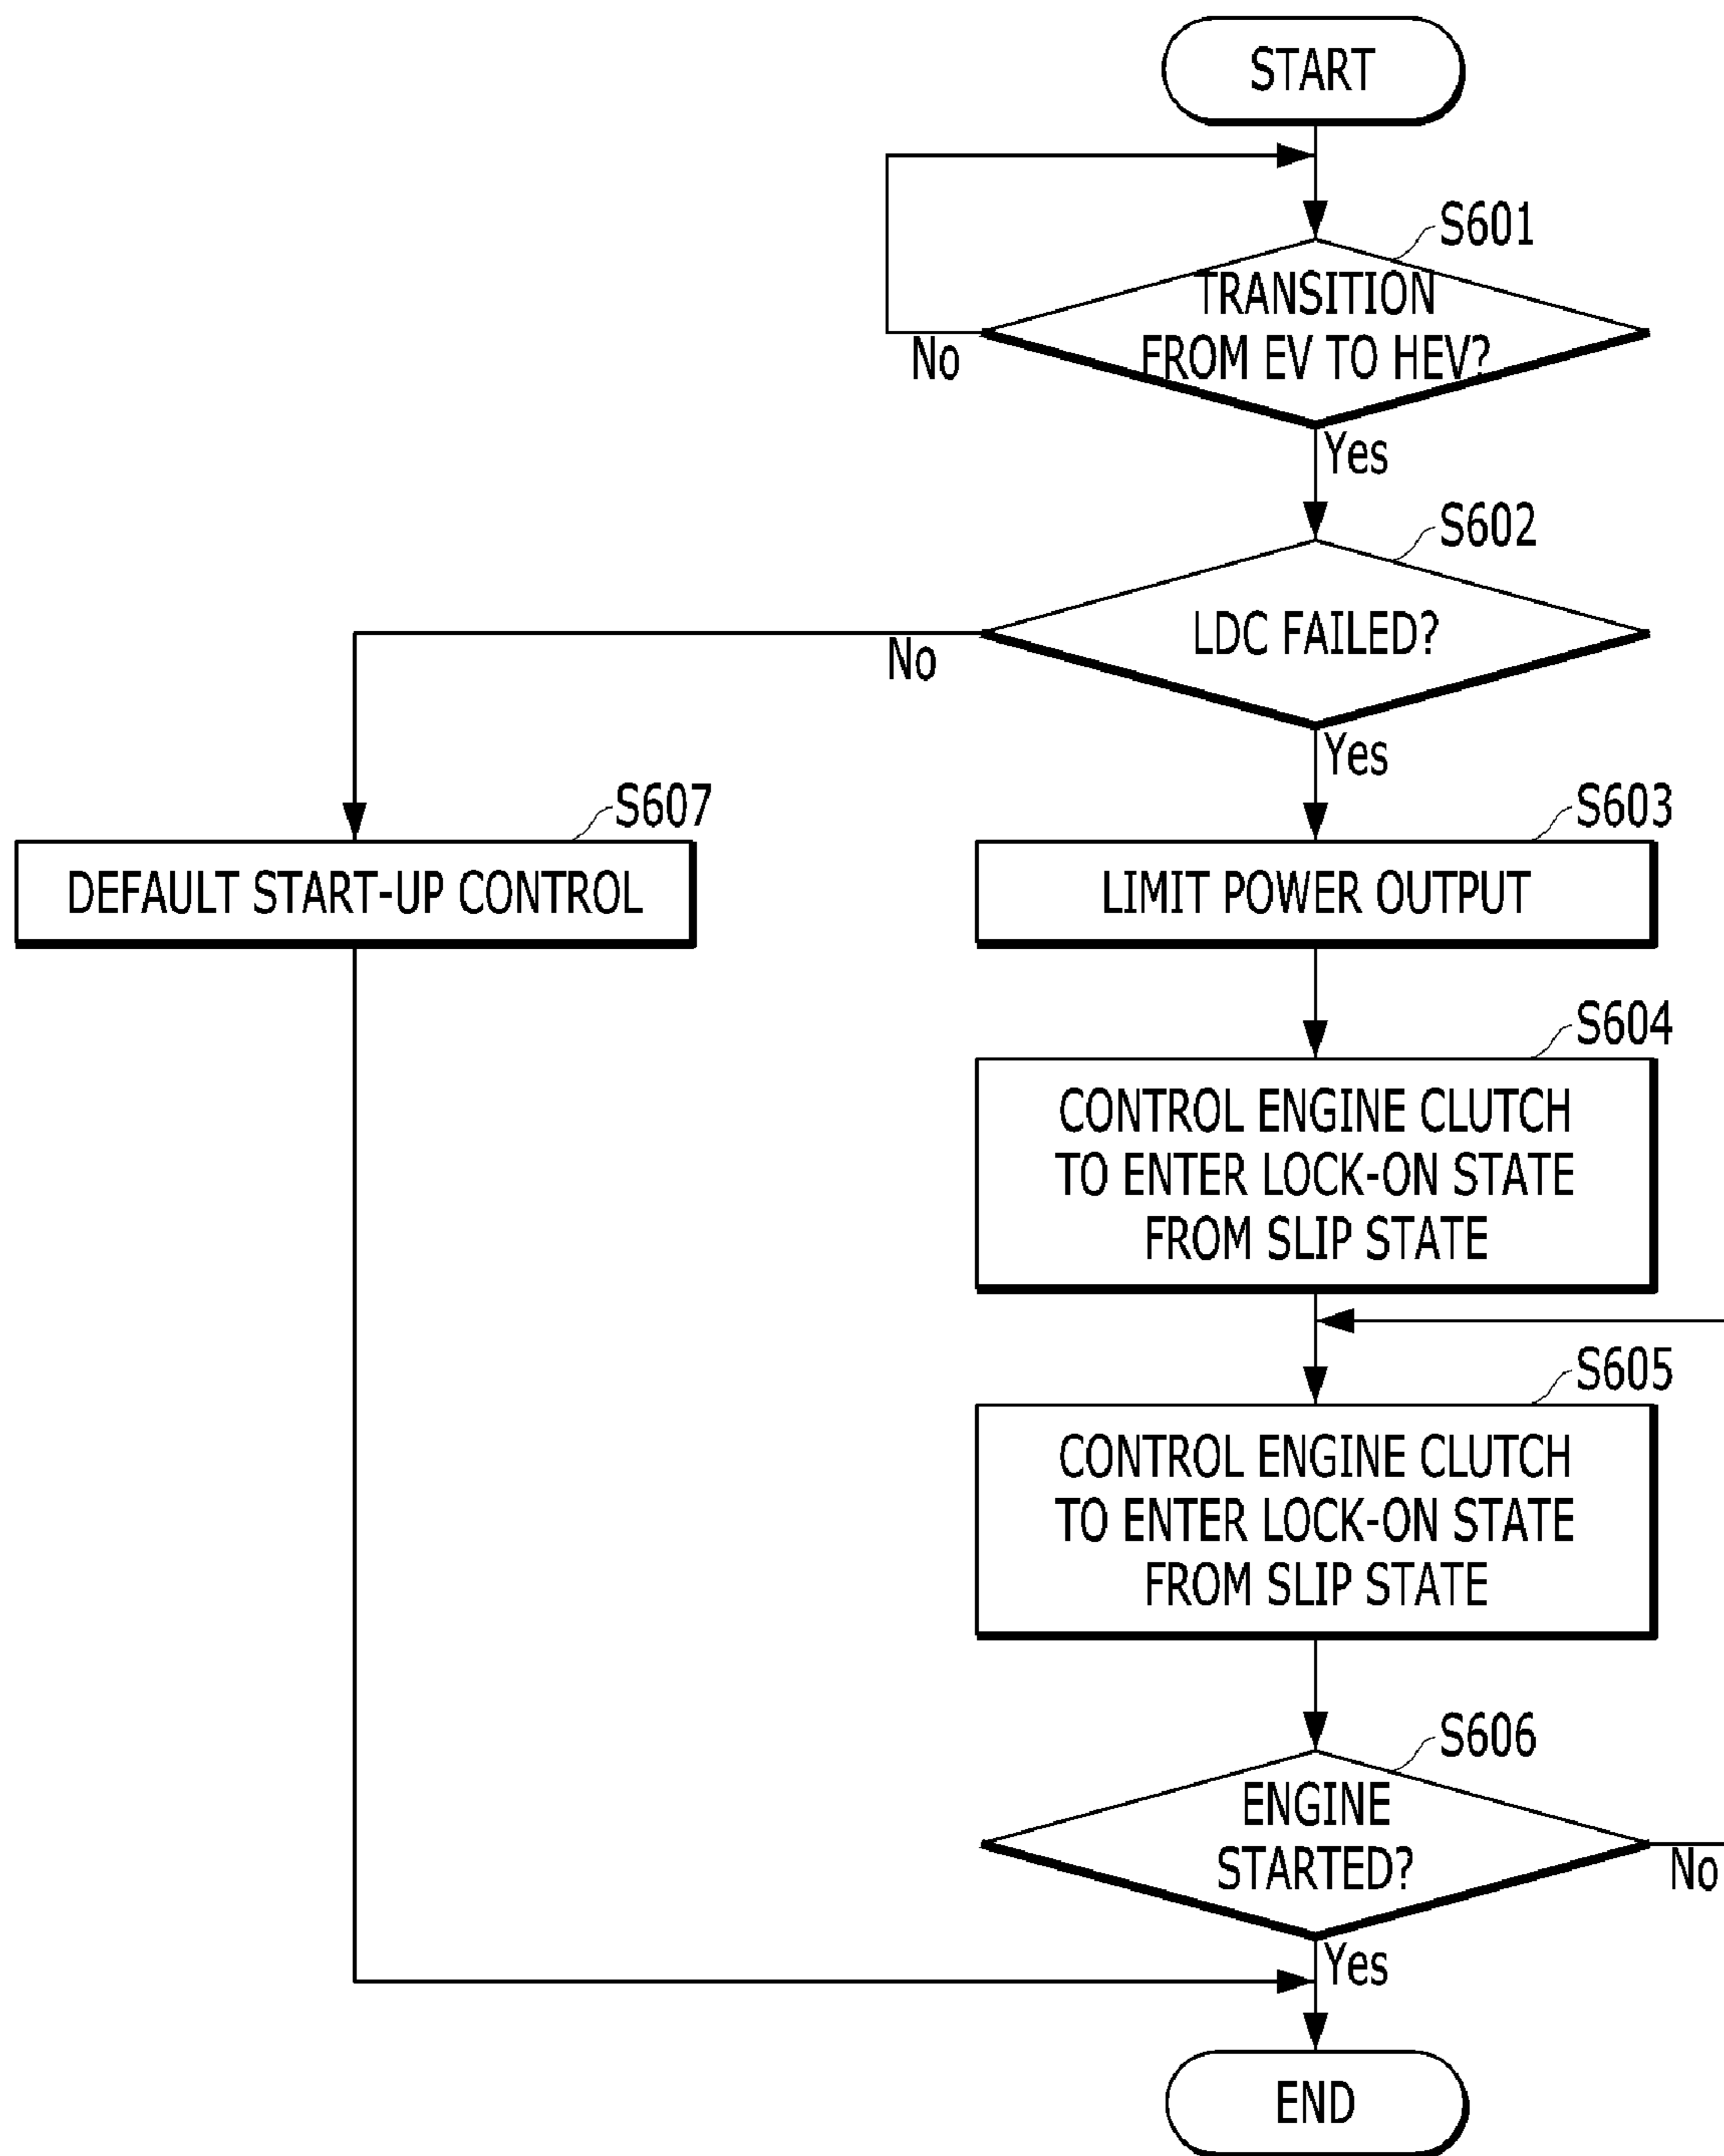 START
S601
TRANSITION
FROM EV TO HEV?
No
Yes
S602
LDC FAILED?
No
Yes
S607
DEFAULT START-UP CONTROL
S603
LIMIT POWER OUTPUT
S604
CONTROL ENGINE CLUTCH
TO ENTER LOCK-ON STATE
FROM SLIP STATE
S605
CONTROL ENGINE CLUTCH
TO ENTER LOCK-ON STATE
FROM SLIP STATE
S606
ENGINE
STARTED?
No
Yes
END